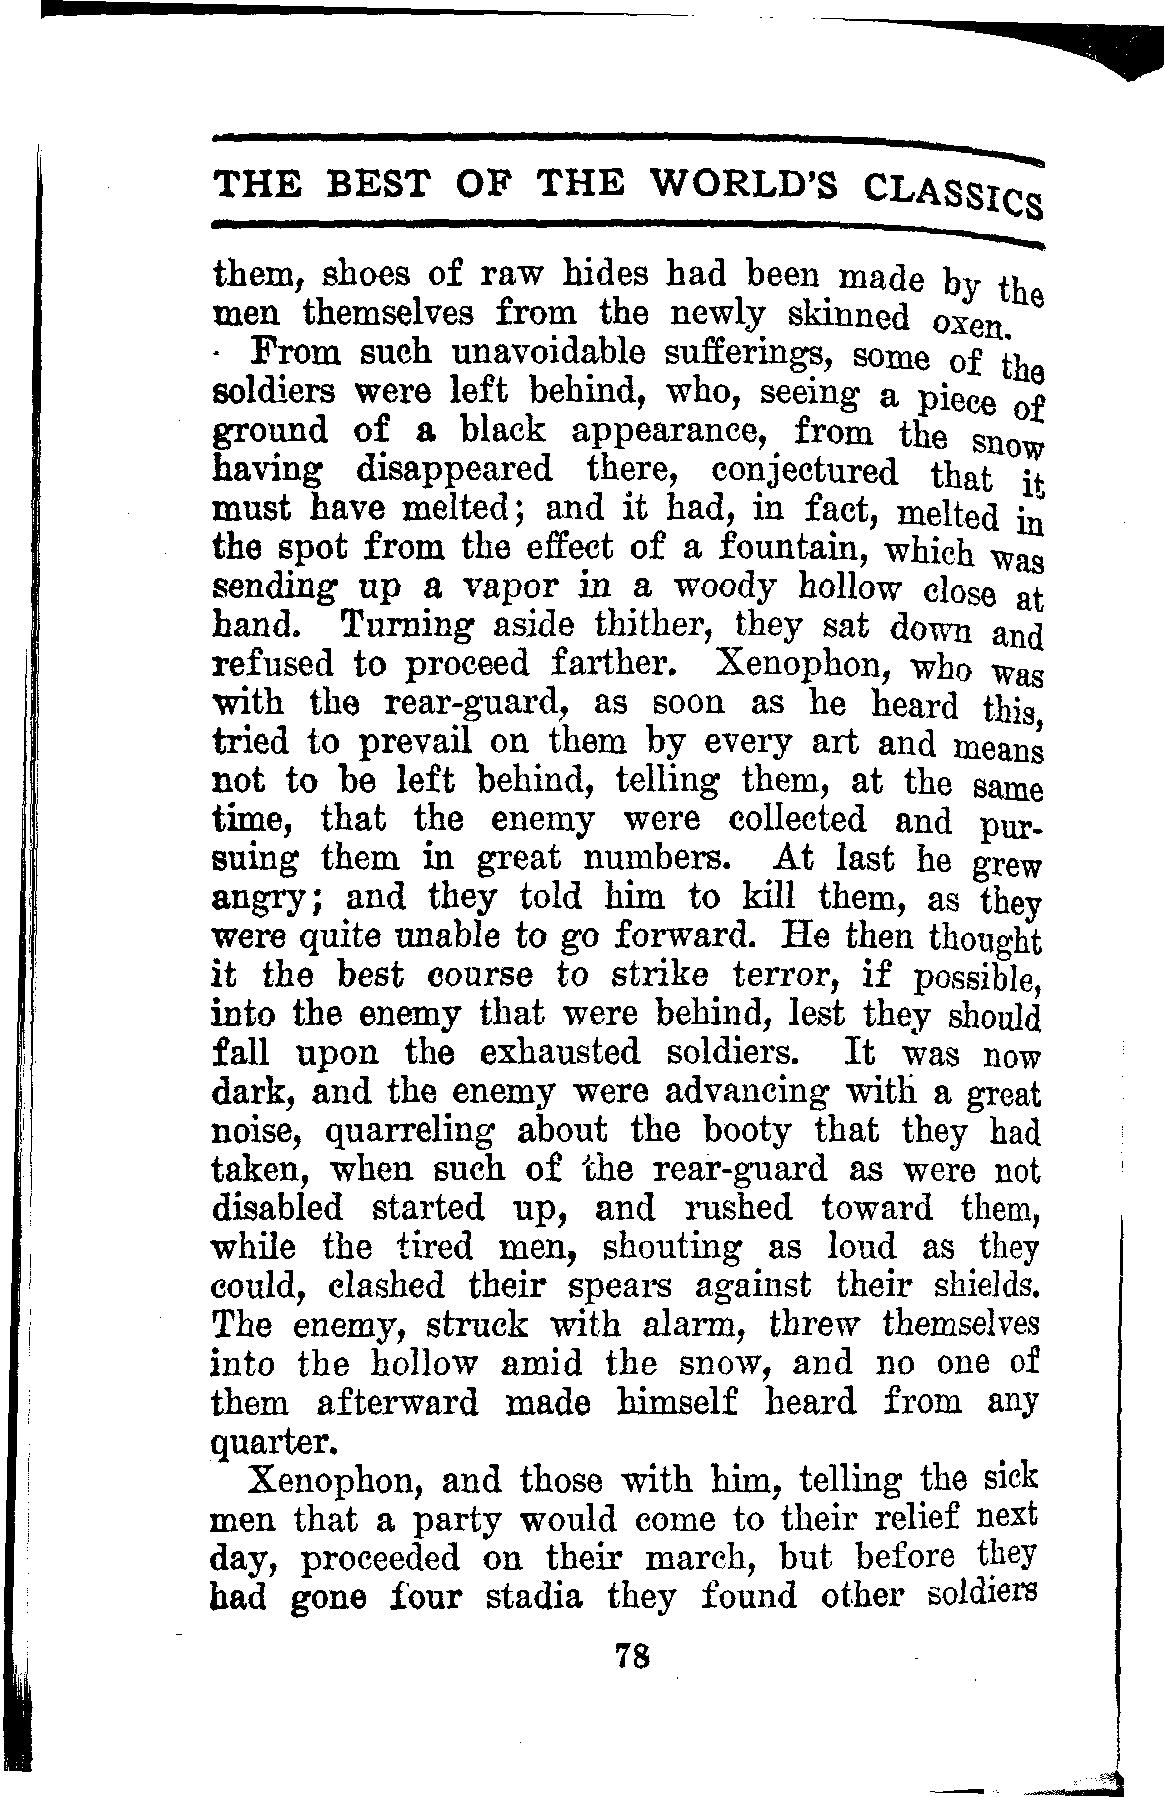 THE BEST OF THE WORLD'S CLASSICS
them, shoes of raw hides had been made by the
men themselves from the newly skinned oxen.
From such unavoidable sufferings, some of the
soldiers were left behind, who, seeing a piece of
ground of a black appearance, from the snow
having disappeared there, conjectured that it
must have melted; and it had, in fact, melted in
the spot from the effect of a fountain, which was
sending up a vapor in a woody hollow close at
hand. Turning aside thither, they sat down and
refused to proceed farther. Xenophon, who was
with the rear-guard, as soon as he heard this,
tried to prevail on them by every art and means
not to be left behind, telling them, at the same
time, that the enemy were collected and pur-
suing them in great numbers. At last he grew
angry; and they told him to kill them, as they
were quite unable to go forward. He then thought
it the best course to strike terror, if possible,
into the enemy that were behind, lest they should
fall upon the exhausted soldiers. It was now
dark, and the enemy were advancing with a great
noise, quarreling about the booty that they had
taken, when such of the rear-guard as were not
disabled started up, and rushed toward them,
while the tired men, shouting as loud as they
could, clashed their spears against their shields.
The enemy, struck with alarm, threw themselves
into the hollow amid the snow, and no one of
them afterward made himself heard from any
quarter.
Xenophon, and those with him, telling the sick
men that a party would come to their relief next
day, proceeded on their march, but before they
had gone four stadia they found other soldiers
78